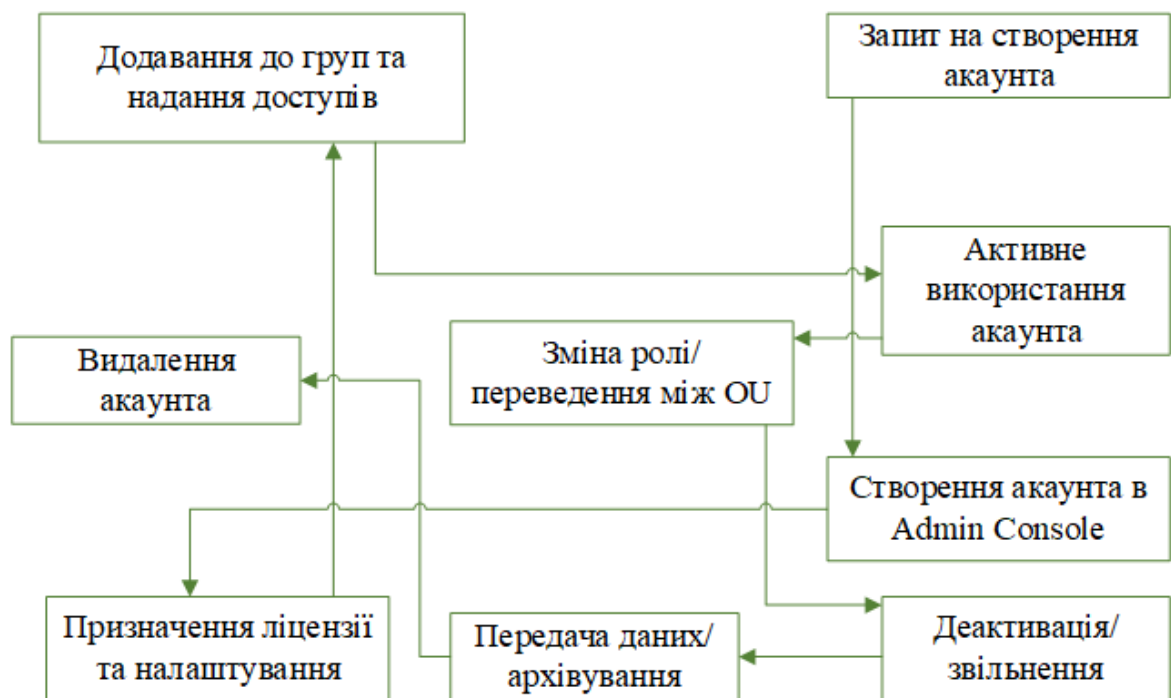 Додавання до груп та
надання доступів
Запит на створення
акаунта
Активне
використання
акаунта
Зміна ролі/
переведення між OU
Видалення
акаунта
Створення акаунта в
Admin Console
Призначення ліцензії
та налаштування
Передача даних/
архівування
Деактивація/
звільнення